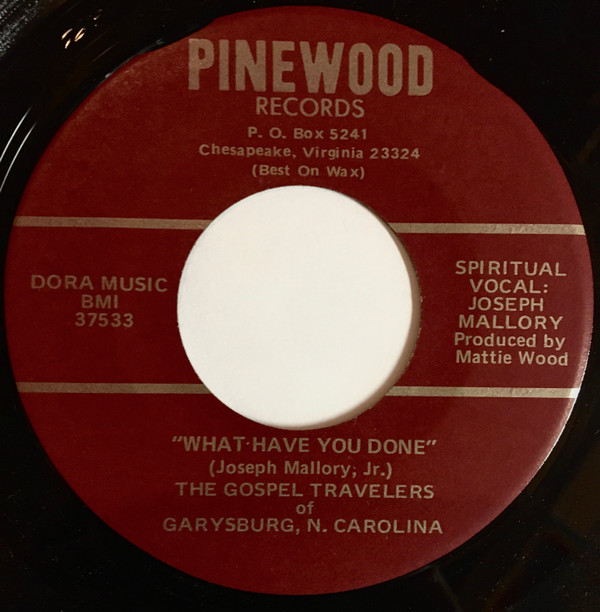 PINEWOOD
RECORDS
P. O. Box 5241
Chesapeake, Virginia 23324
(Best On Wax)
DORA MUSIC
BMI
37533
SPIRITUAL
VOCAL:
JOSEPH
MALLORY
Produced by
Mattie Wood
"WHAT·HAVE YOU DONE"
(Joseph Mallory, Jr.)
THE GOSPEL TRAVELERS
of
GARYSBURG, N. CAROLINA